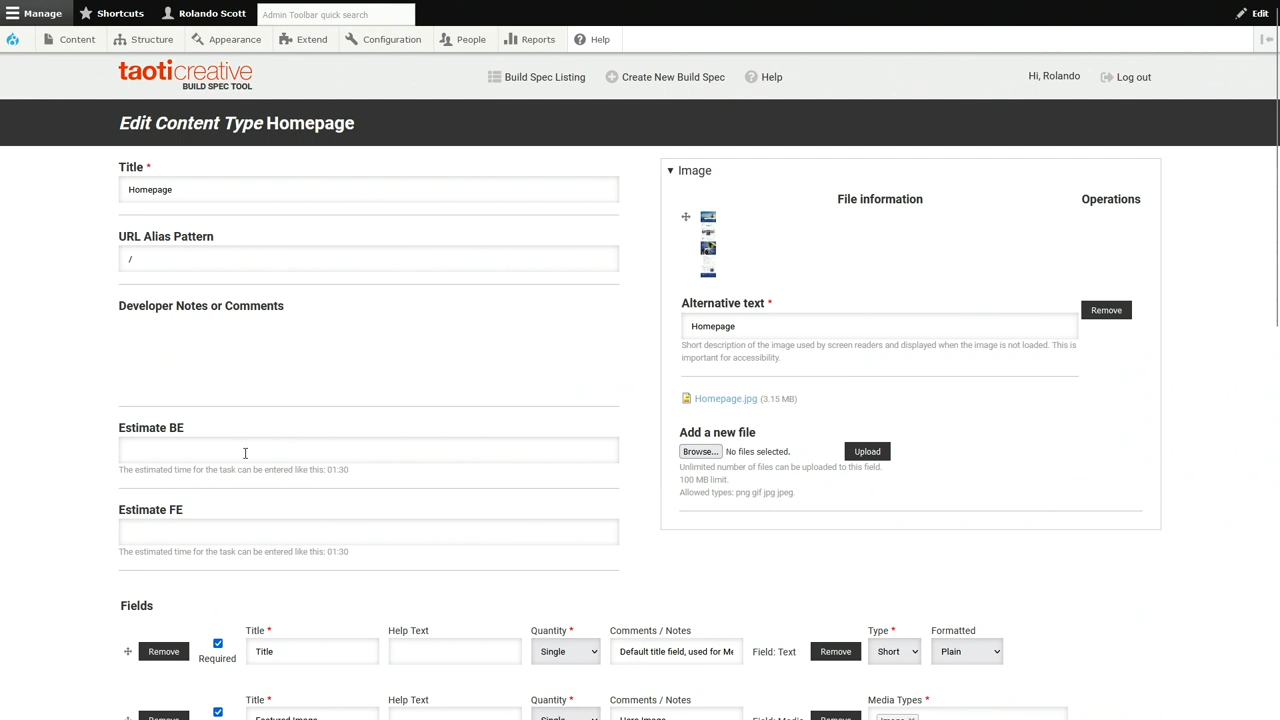 Manage
Shortcuts
Rolando Scott
Admin Toolbar quick search
Edit
Content
Structure
Appearance
Extend
Configuration
People
Reports
Help
taoticreative
BUILD SPEC TOOL
Build Spec Listing
Create New Build Spec
Help
Hi, Rolando
Log out
Edit Content Type Homepage
Title *
Homepage
URL Alias Pattern
/
Developer Notes or Comments
Estimate BE
The estimated time for the task can be entered like this: 01:30
Estimate FE
The estimated time for the task can be entered like this: 01:30
▼ Image
File information
Operations
Alternative text *
Remove
Homepage
Short description of the image used by screen readers and displayed when the image is not loaded. This is
important for accessibility.
Homepage.jpg (3.15 MB)
Add a new file
Browse... No files selected.
Upload
Unlimited number of files can be uploaded to this field.
100 MB limit.
Allowed types: png gif jpg jpeg.
Fields
Title * Help Text Quantity * Comments / Notes Type * Formatted
Remove Required Title Single Default title field, used for Me Field: Text Remove Short Plain
Title * Help Text Quantity * Comments / Notes Media Types *